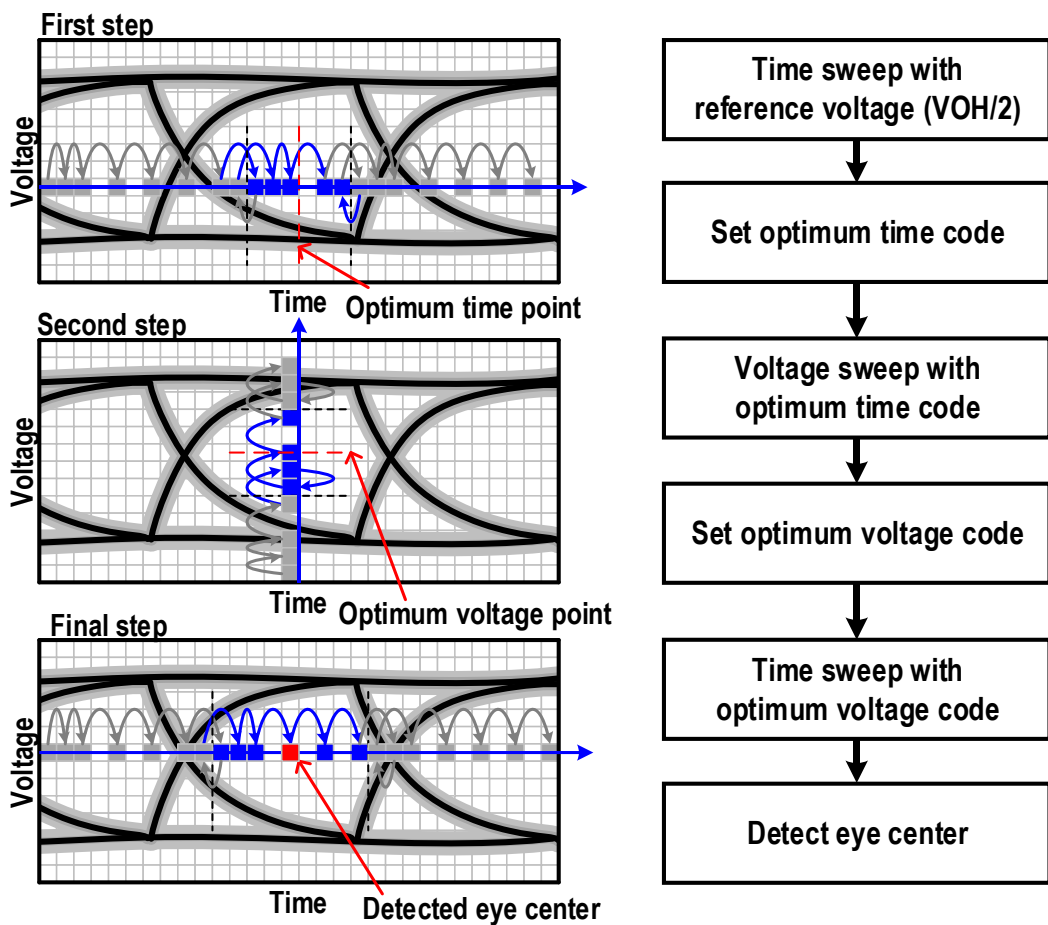 First step
Voltage
Time
Optimum time point
Second step
Voltage
Time
Optimum voltage point
Final step
Voltage
Time
Detected eye center
Time sweep with
reference voltage (VOH/2)
Set optimum time code
Voltage sweep with
optimum time code
Set optimum voltage code
Time sweep with
optimum voltage code
Detect eye center